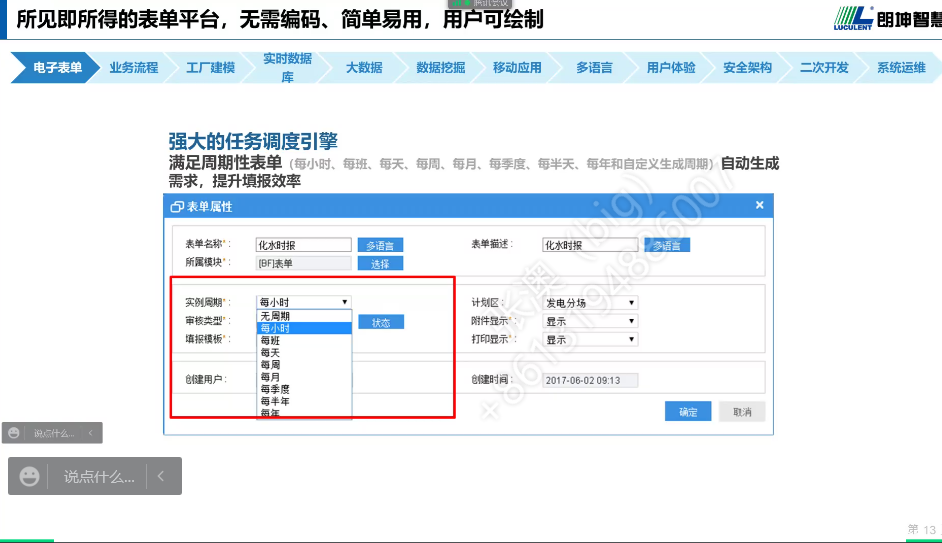 腾讯会议
所见即所得的表单平台，无需编码、简单易用，用户可绘制
LUCULENT 朗坤智慧
电子表单 业务流程 工厂建模 实时数据库 大数据 数据挖掘 移动应用 多语言 用户体验 安全架构 二次开发 系统运维
强大的任务调度引擎
满足周期性表单（每小时、每班、每天、每周、每月、每季度、每半天、每年和自定义生成周期）自动生成
需求，提升填报效率
表单属性 ×
表单名称*： 化水时报 多语言 表单描述： 化水时报 多语言
所属模块*： [BF]表单 选择
实例周期*： 每小时 计划区： 发电分场
审核类型*： 状态 附件显示*： 显示
填报模板*： 打印显示*： 显示
无周期
每小时
每班
每天
每周
每月
每季度
每半年
每年
创建用户： 创建时间： 2017-06-02 09:13
确定 取消
说点什么...
说点什么...
第 13